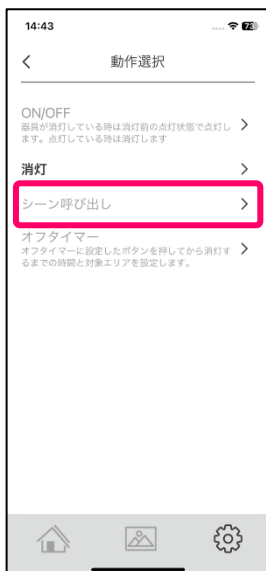 14:43
73
動作選択
ON/OFF
器具が消灯している時は消灯前の点灯状態で点灯し
ます。点灯している時は消灯します
消灯
シーン呼び出し
オフタイマー
オフタイマーに設定したボタンを押してから消灯す
るまでの時間と対象エリアを設定します。